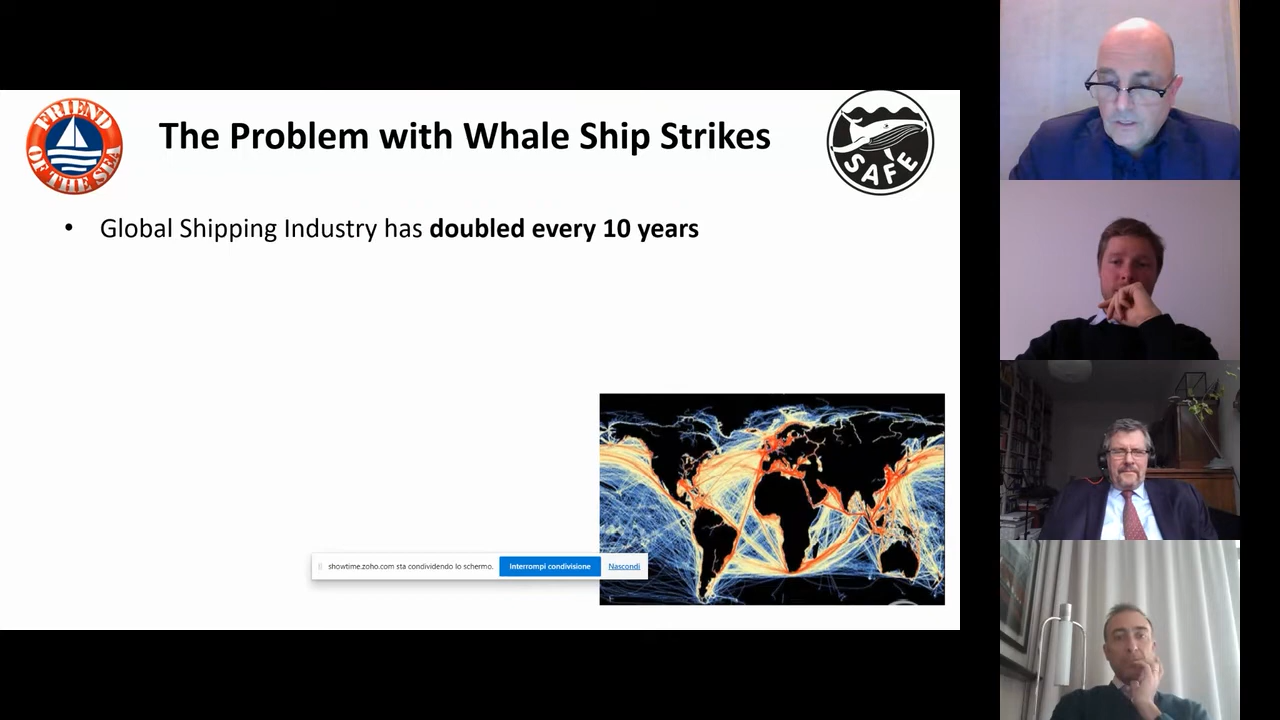 FRIEND
OF THE SEA
The Problem with Whale Ship Strikes
SAFE
• Global Shipping Industry has doubled every 10 years
showtime.zoho.com sta condividendo lo schermo.
Interrompi condivisione
Nascondi